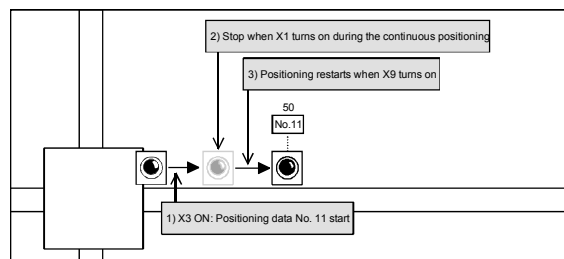 2) Stop when X1 turns on during the continuous positioning
3) Positioning restarts when X9 turns on
50
No.11
1) X3 ON: Positioning data No. 11 start